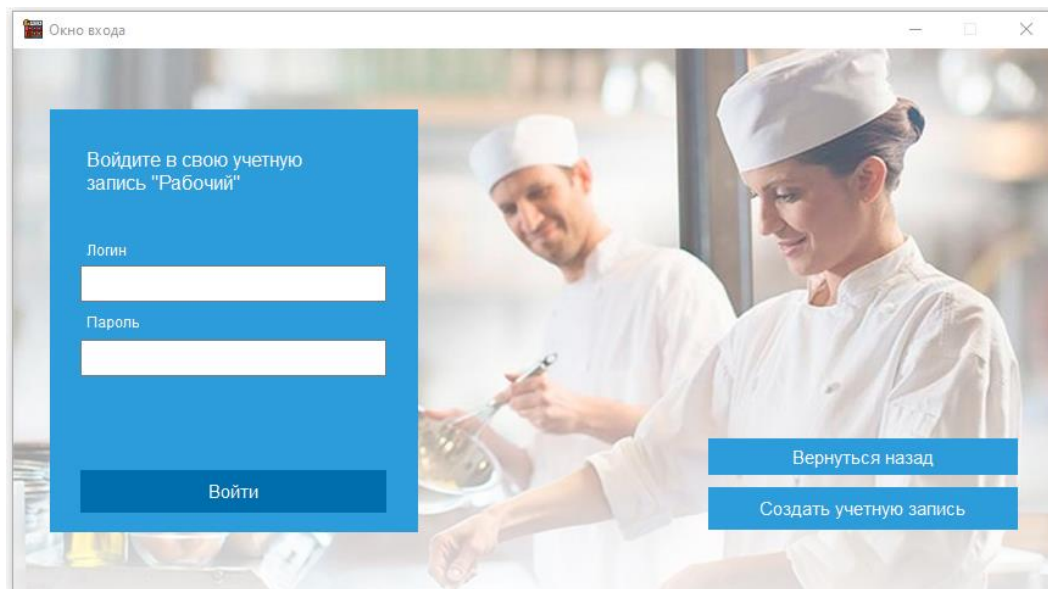 Окно входа
Войдите в свою учетную
запись "Рабочий"
Логин
Пароль
Войти
Вернуться назад
Создать учетную запись